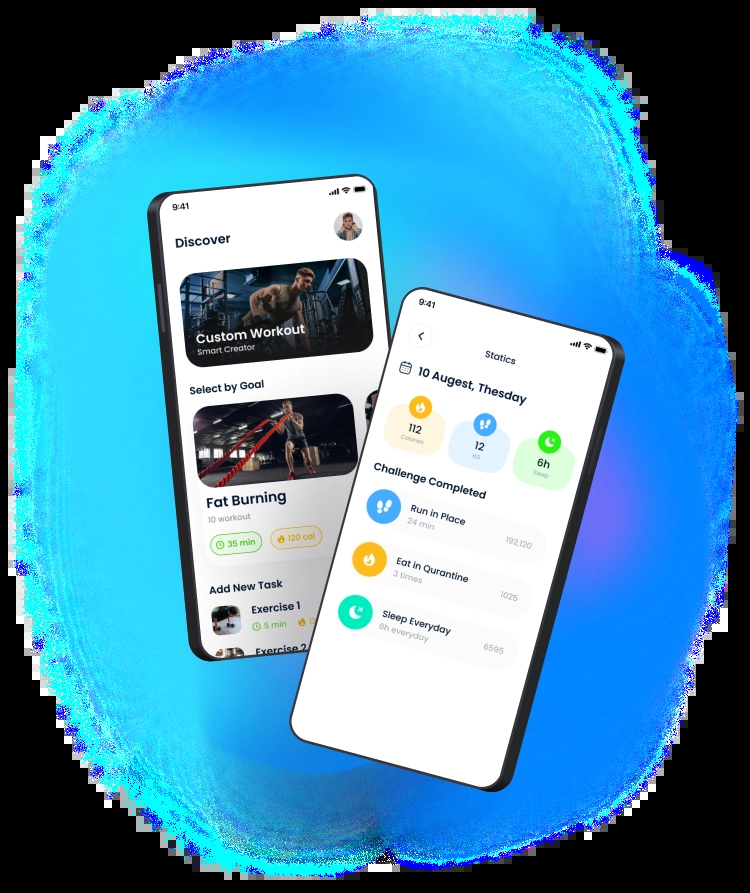 9:41
Discover
Custom Workout
Smart Creator
Select by Goal
Fat Burning
10 workout
35 min
120 cal
Add New Task
Exercise 1
5 min
Exercise 2
9:41
Statics
10 Augest, Thesday
112
Calories
12
KG
6h
Sleep
Challenge Completed
Run in Place
24 min
192,120
Eat in Qurantine
3 times
1025
Sleep Everyday
6h everyday
6595